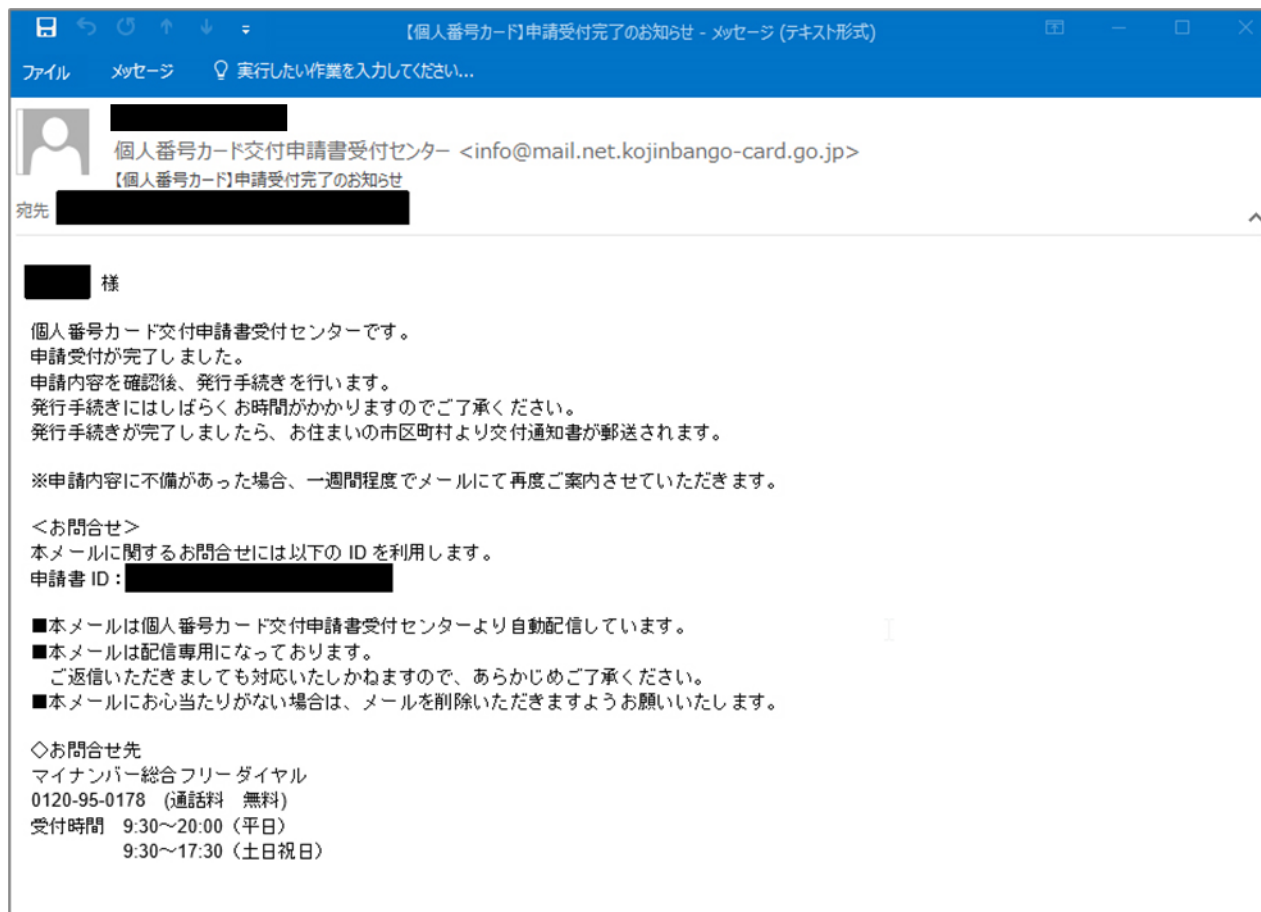 【個人番号カード】申請受付完了のお知らせ - メッセージ (テキスト形式)
ファイル メッセージ 実行したい作業を入力してください...
個人番号カード交付申請書受付センター <info@mail.net.kojinbango-card.go.jp>
【個人番号カード】申請受付完了のお知らせ
宛先
様
個人番号カード交付申請書受付センターです。
申請受付が完了しました。
申請内容を確認後、発行手続きを行います。
発行手続きにはしばらくお時間がかかりますのでご了承ください。
発行手続きが完了しましたら、お住まいの市区町村より交付通知書が郵送されます。
※申請内容に不備があった場合、一週間程度でメールにて再度ご案内させていただきます。
＜お問合せ＞
本メールに関するお問合せには以下の ID を利用します。
申請書 ID：
■本メールは個人番号カード交付申請書受付センターより自動配信しています。
■本メールは配信専用になっております。
ご返信いただきましても対応いたしかねますので、あらかじめご了承ください。
■本メールにお心当たりがない場合は、メールを削除いただきますようお願いいたします。
◇お問合せ先
マイナンバー総合フリーダイヤル
0120-95-0178 (通話料 無料)
受付時間 9:30～20:00（平日）
9:30～17:30（土日祝日）